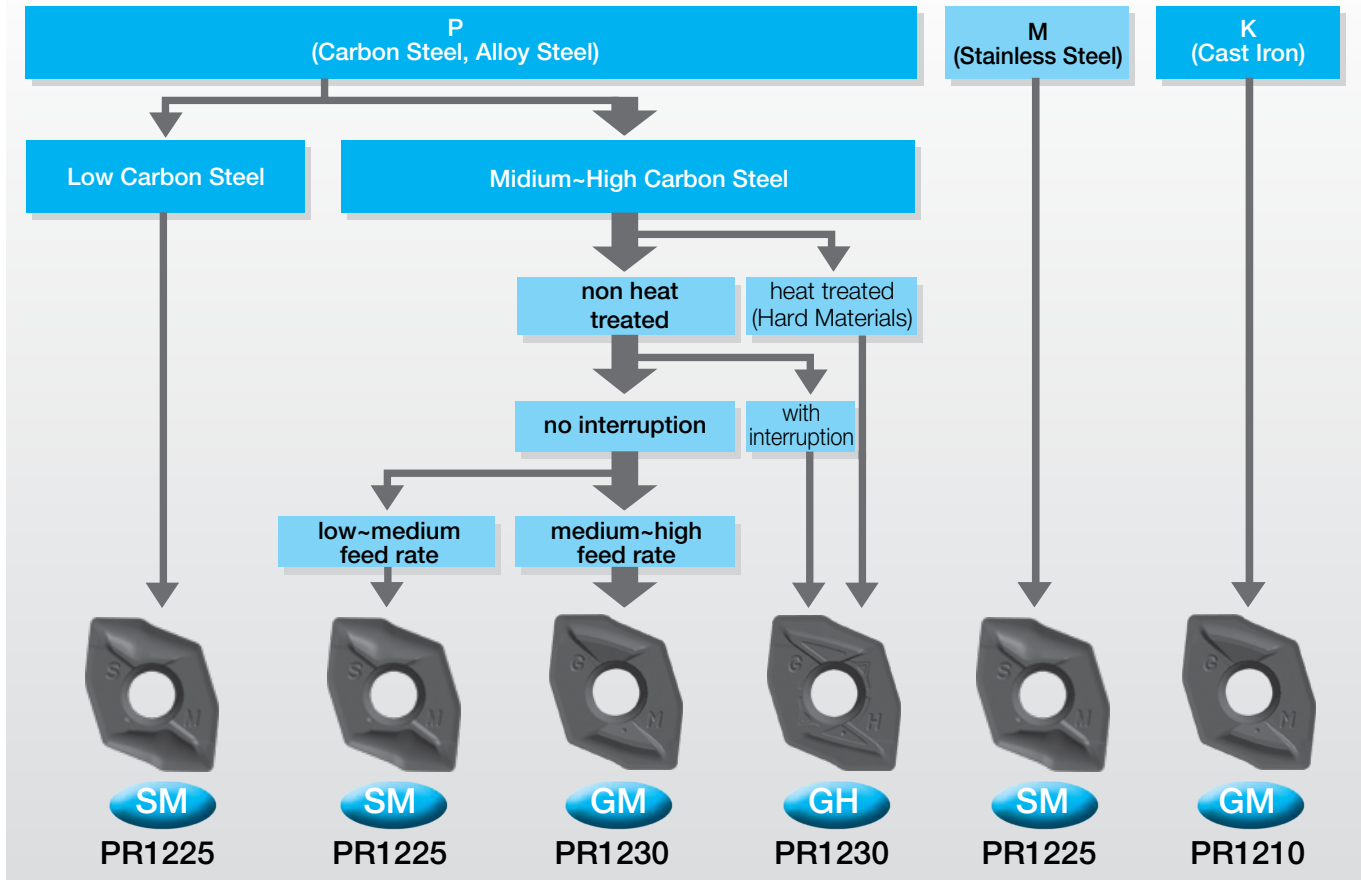 P
(Carbon Steel, Alloy Steel)
M
(Stainless Steel)
K
(Cast Iron)
Low Carbon Steel
Midium~High Carbon Steel
non heat
treated
heat treated
(Hard Materials)
no interruption
with
interruption
low~medium
feed rate
medium~high
feed rate
S
M
S
M
G
M
G
H
S
M
G
M
SM
SM
GM
GH
SM
GM
PR1225
PR1225
PR1230
PR1230
PR1225
PR1210